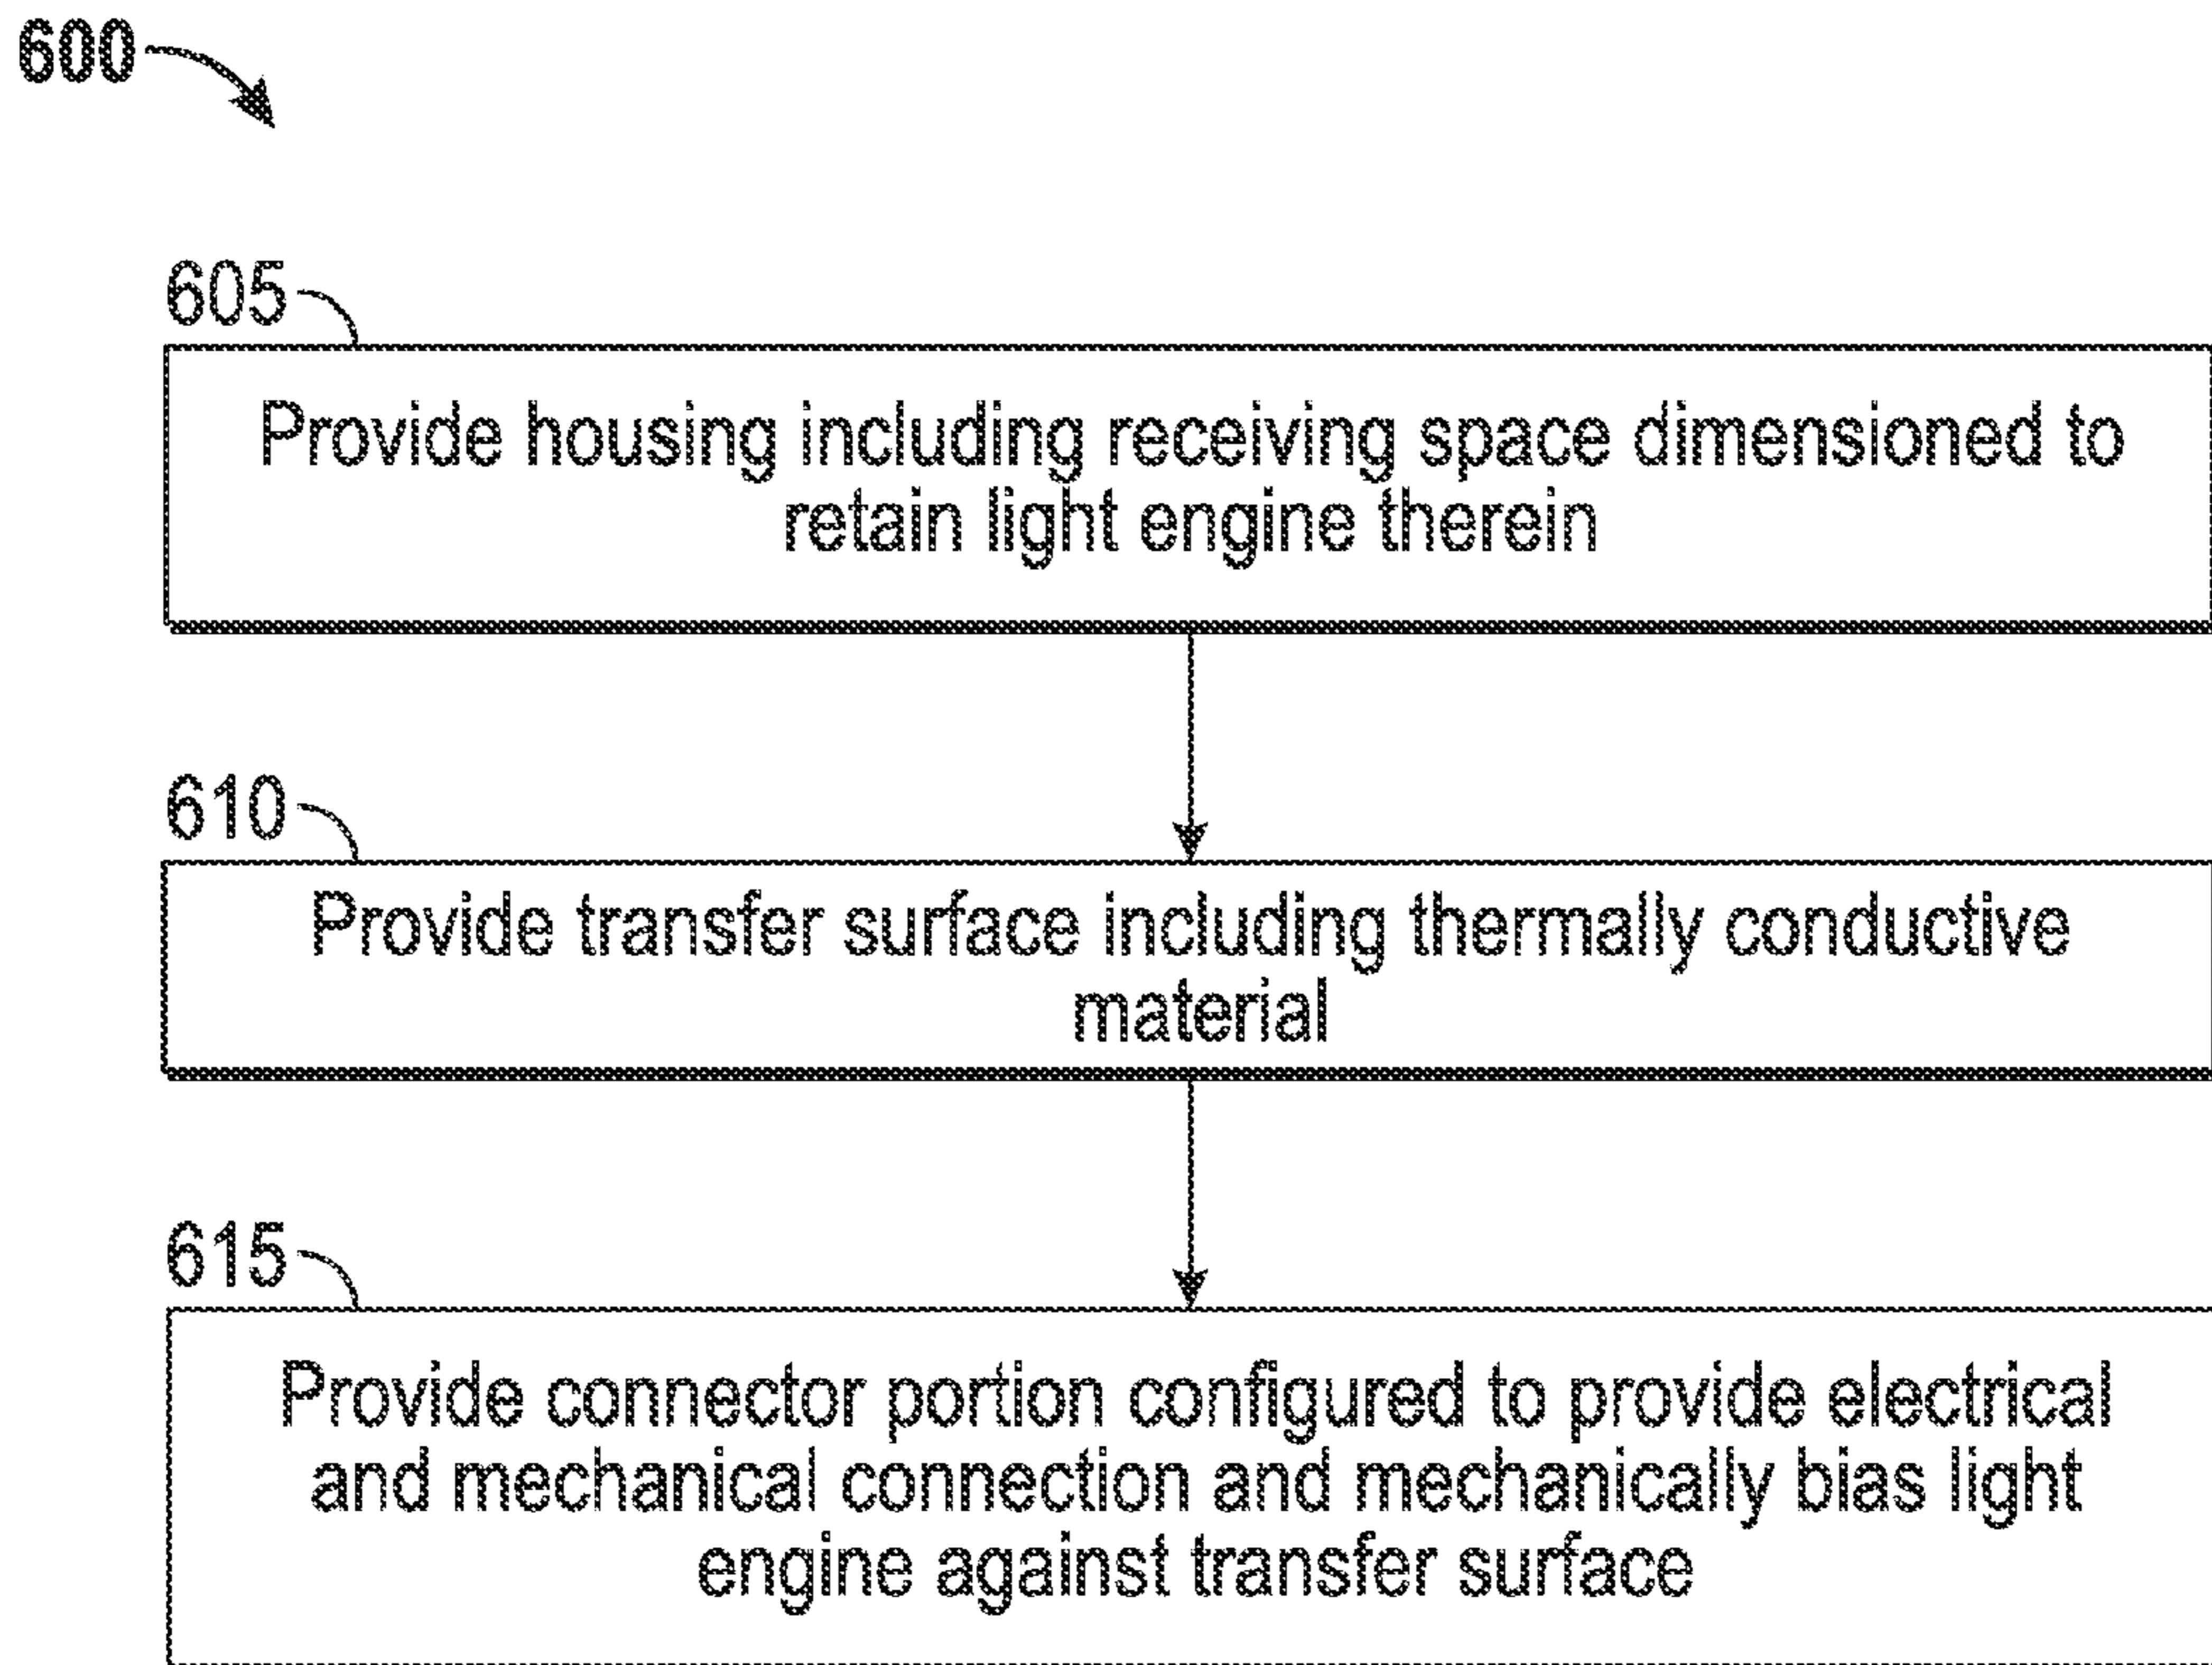 600
605
Provide housing including receiving space dimensioned to
retain light engine therein
610
Provide transfer surface including thermally conductive
material
615
Provide connector portion configured to provide electrical
and mechanical connection and mechanically bias light
engine against transfer surface